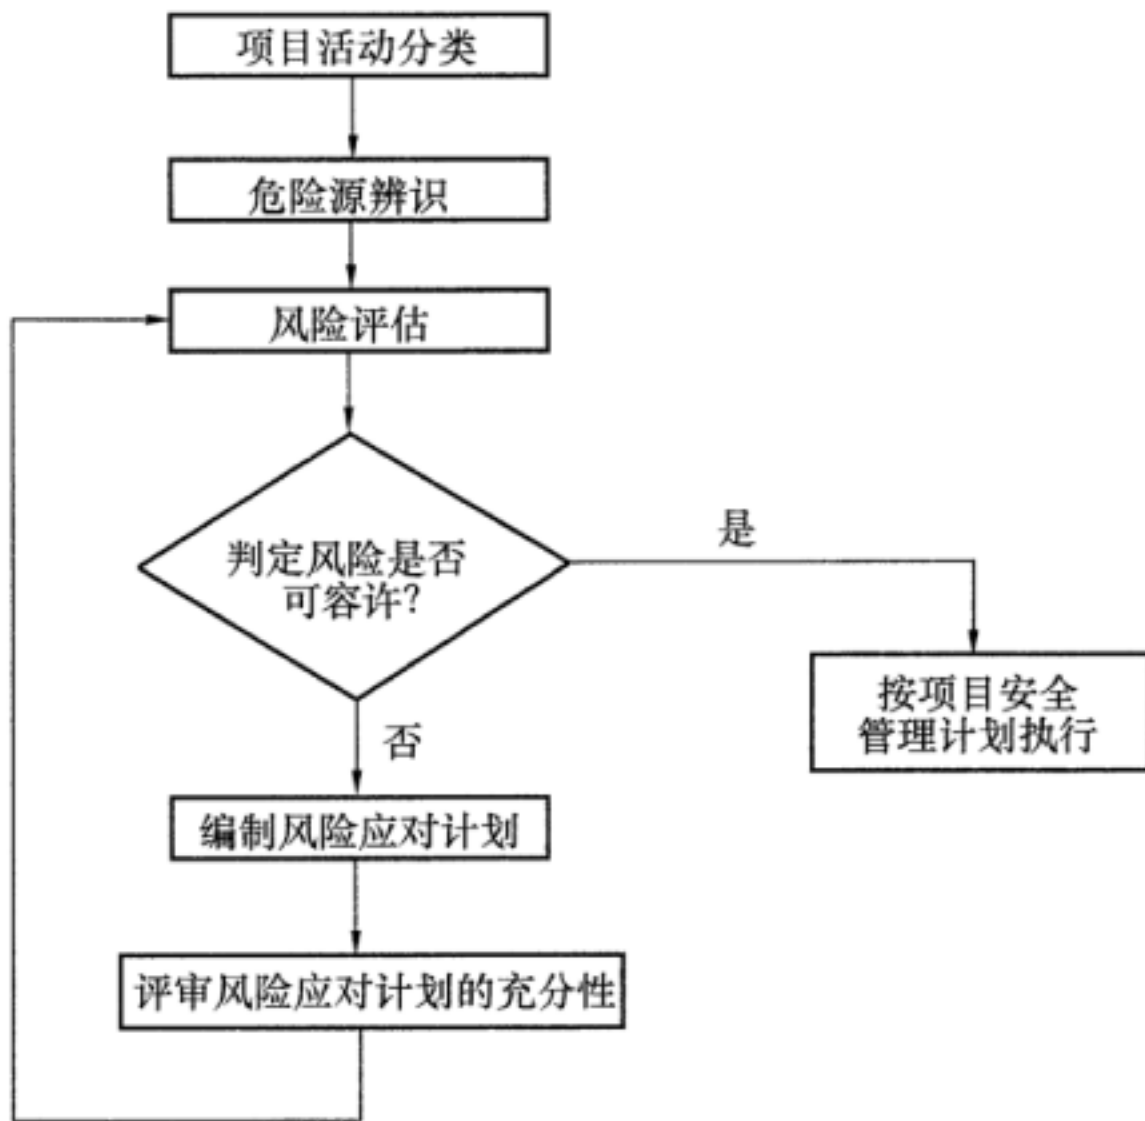 项目活动分类
危险源辨识
风险评估
判定风险是否
可容许?
是
按项目安全
管理计划执行
否
编制风险应对计划
评审风险应对计划的充分性